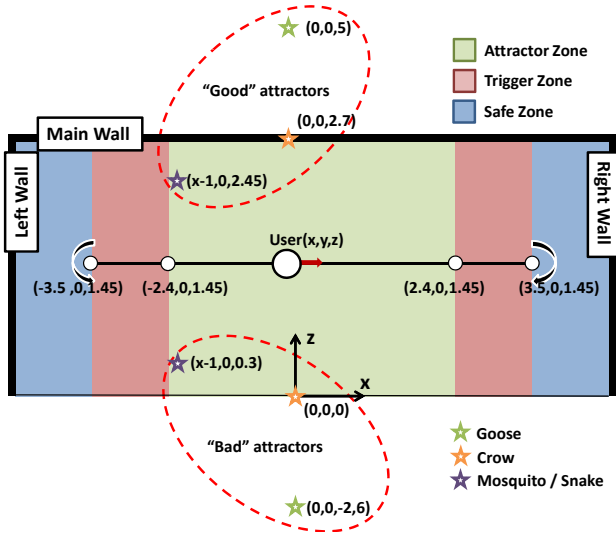 (0,0,5)
Attractor Zone
Trigger Zone
Safe Zone
"Good" attractors
(0,0,2.7)
Main Wall
Left Wall
Right Wall
(x-1,0,2.45)
User(x,y,z)
(-3.5 ,0,1.45)
(-2.4,0,1.45)
(2.4,0,1.45)
(3.5,0,1.45)
z
(x-1,0,0.3)
x
(0,0,0)
"Bad" attractors
Goose
Crow
Mosquito / Snake
(0,0,-2,6)